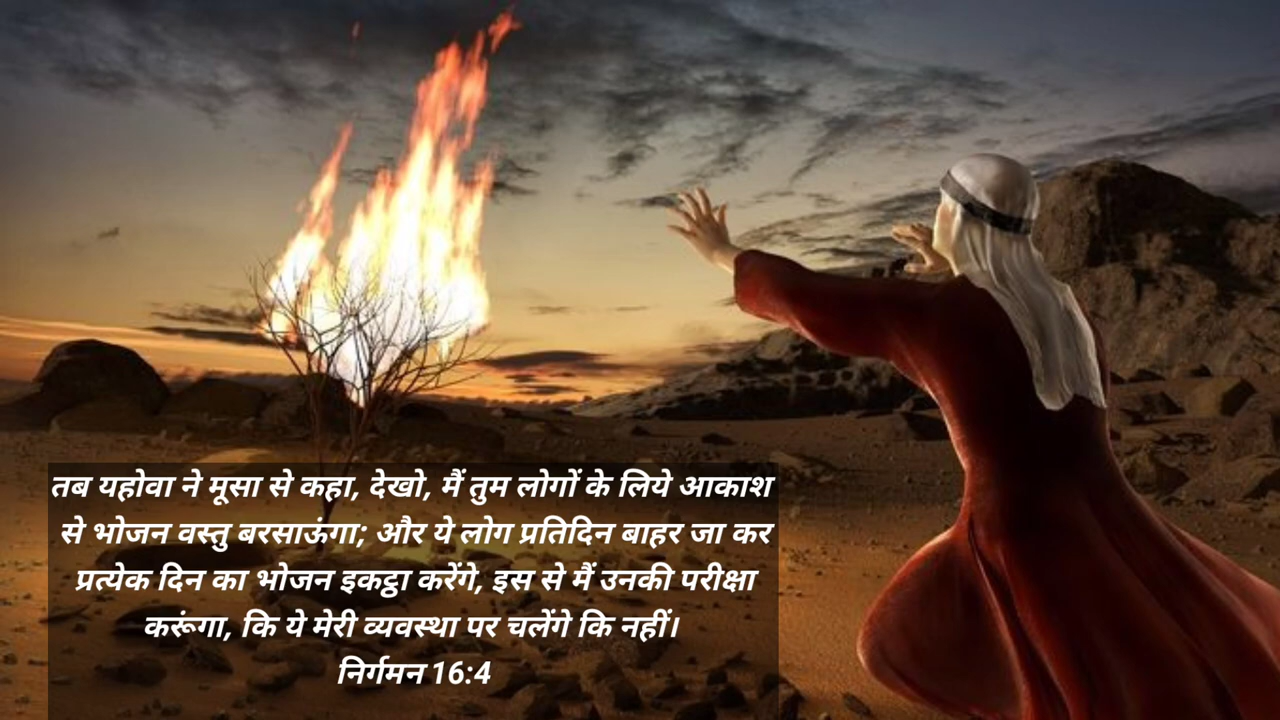 तब यहोवा ने मूसा से कहा, देखो, मैं तुम लोगों के लिये आकाश
से भोजन वस्तु बरसाऊंगा; और ये लोग प्रतिदिन बाहर जा कर
प्रत्येक दिन का भोजन इकट्ठा करेंगे, इस से मैं उनकी परीक्षा
करूंगा, कि ये मेरी व्यवस्था पर चलेंगे कि नहीं।
निर्गमन 16:4